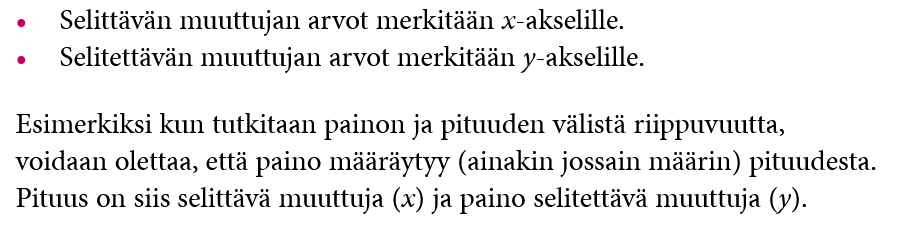 • Selittävän muuttujan arvot merkitään x-akselille.
• Selitettävän muuttujan arvot merkitään y-akselille.
Esimerkiksi kun tutkitaan painon ja pituuden välistä riippuvuutta,
voidaan olettaa, että paino määräytyy (ainakin jossain määrin) pituudesta.
Pituus on siis selittävä muuttuja (x) ja paino selitettävä muuttuja (y).